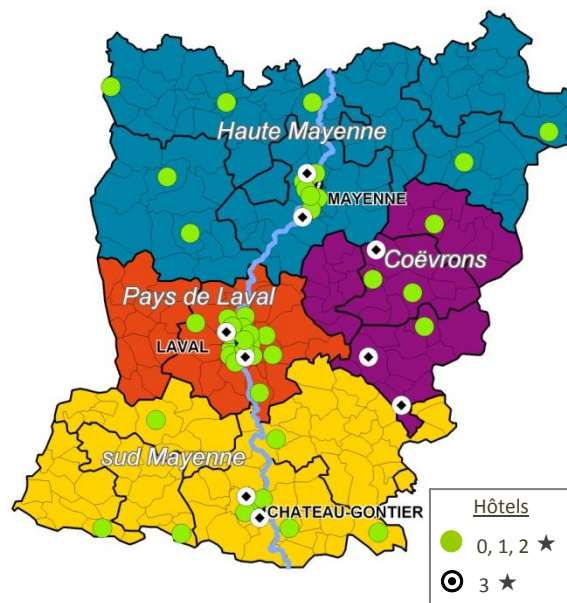 Haute Mayenne
MAYENNE
Coëvrons
Pays de Laval
LAVAL
sud Mayenne
CHATEAU-GONTIER
Hôtels
0, 1, 2 ★
3 ★